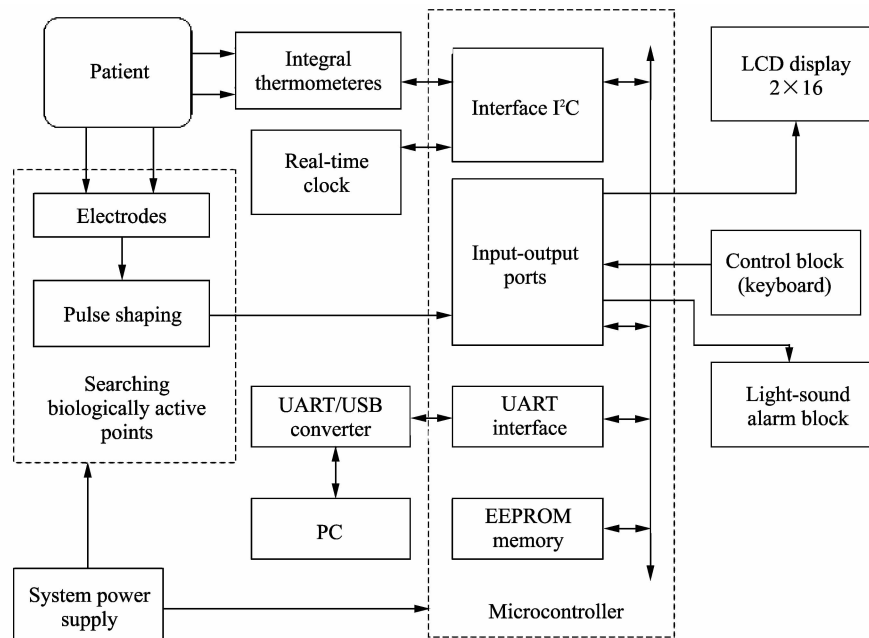 Patient
Integral
thermometeres
Interface I²C
LCD display
2×16
Real-time
clock
Electrodes
Input-output
ports
Control block
(keyboard)
Pulse shaping
Searching
biologically active
points
UART/USB
converter
UART
interface
Light-sound
alarm block
PC
EEPROM
memory
System power
supply
Microcontroller